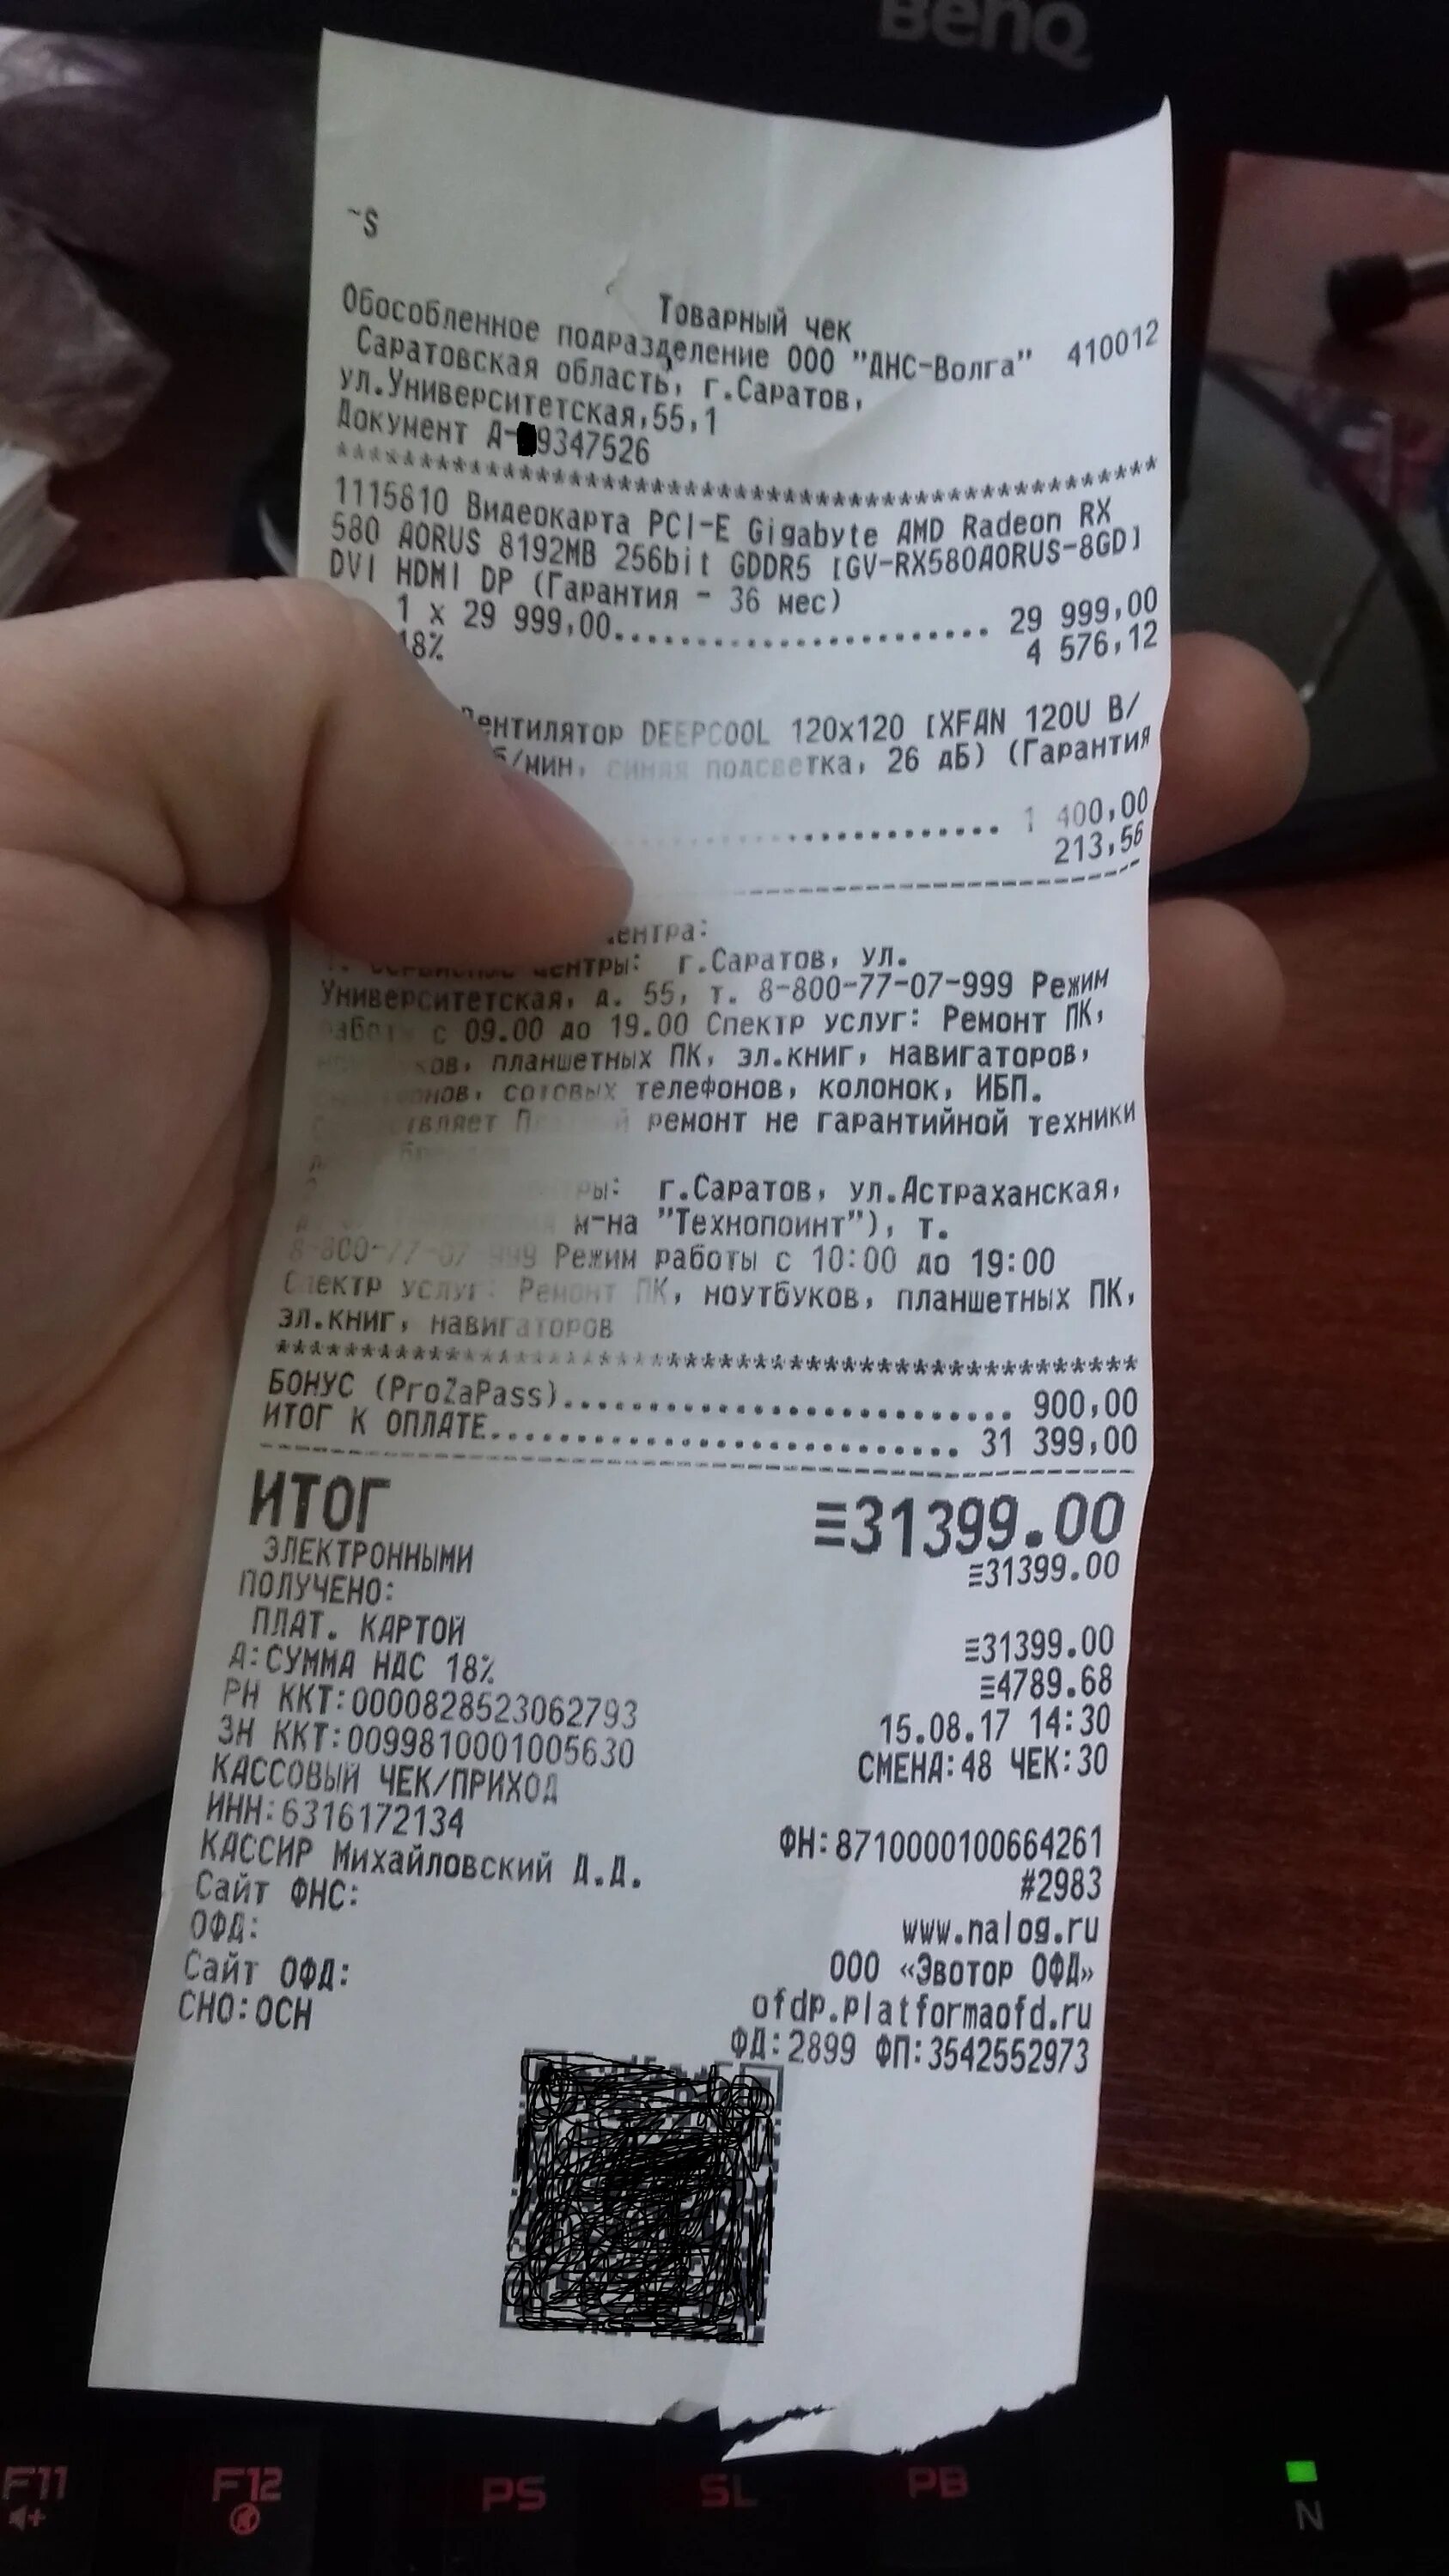 BenQ
~S
Товарный чек
Обособленное подразделение ООО "ДНС-Волга" 410012
Саратовская область, г.Саратов,
ул.Университетская,55,1
Документ А- 9347526
************************************************
1115810 Видеокарта PCI-E Gigabyte AMD Radeon RX
580 AORUS 8192MB 256bit GDDR5 [GV-RX580AORUS-8GD]
DVI HDMI DP (Гарантия - 36 мес)
1 x 29 999,00....................... 29 999,00
18% 4 576,12
Вентилятор DEEPCOOL 120x120 [XFAN 120U B/
б/мин, синяя подсветка, 26 дБ) (Гарантия
.................... 1 400,00
213,56
------------------------------------------------
центра:
центры: г.Саратов, ул.
Университетская, д. 55, т. 8-800-77-07-999 Режим
работы с 09.00 до 19.00 Спектр услуг: Ремонт ПК,
планшетных ПК, эл.книг, навигаторов,
сотовых телефонов, колонок, ИБП.
ремонт не гарантийной техники
г.Саратов, ул.Астраханская,
м-на "Технопоинт"), т.
8-800-77-07-999 Режим работы с 10:00 до 19:00
Спектр услуг: Ремонт ПК, ноутбуков, планшетных ПК,
эл.книг, навигаторов
************************************************
БОНУС (ProZaPass)........................... 900,00
ИТОГ К ОПЛАТЕ............................ 31 399,00
------------------------------------------------
ИТОГ ≡31399.00
ЭЛЕКТРОННЫМИ ≡31399.00
ПОЛУЧЕНО:
ПЛАТ. КАРТОЙ ≡31399.00
А:СУММА НДС 18% ≡4789.68
РН ККТ:0000828523062793 15.08.17 14:30
ЗН ККТ:0099810001005630 СМЕНА:48 ЧЕК:30
КАССОВЫЙ ЧЕК/ПРИХОД
ИНН:6316172134 ФН:8710000100664261
КАССИР Михайловский Д.Д. #2983
Сайт ФНС: www.nalog.ru
ОФД: ООО «Эвотор ОФД»
Сайт ОФД: ofdp.platformaofd.ru
СНО:ОСН ФД:2899 ФП:3542552973
F11 F12 PS SL PB
N